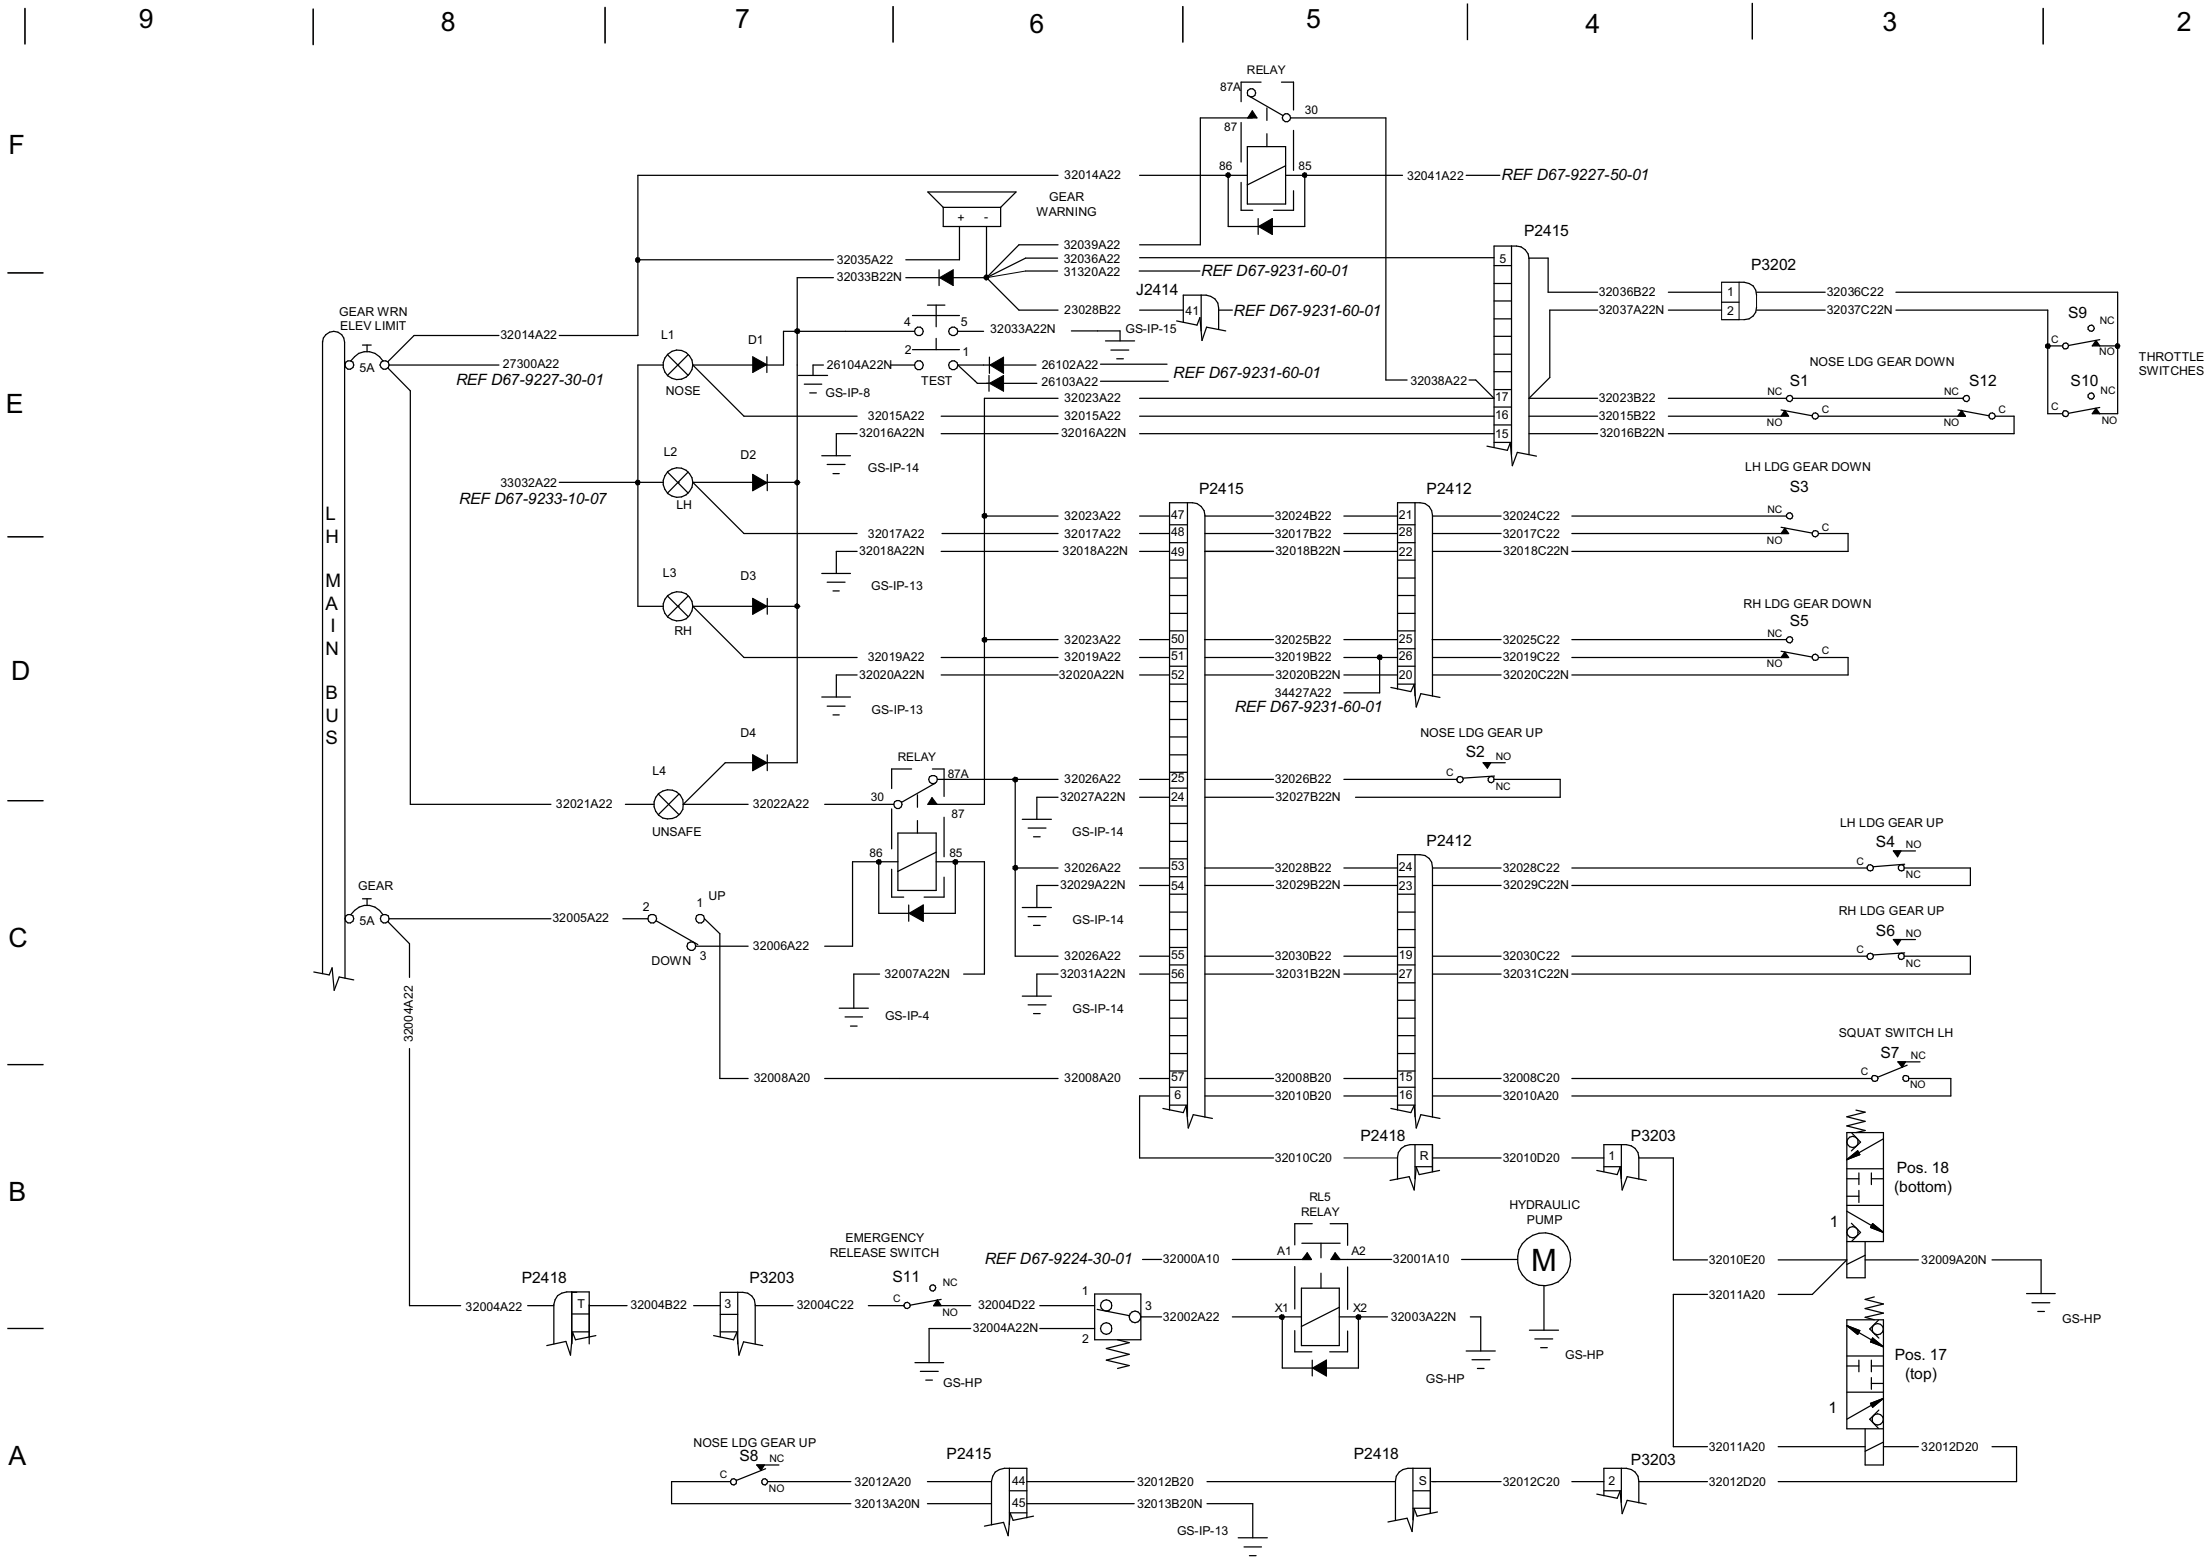 9 8 7 6 5 4 3 2
RELAY
87A
30
87
F
86 85
32014A22
32041A22
REF D67-9227-50-01
GEAR
WARNING
+ -
P2415
32039A22
32035A22
32036A22
5
32033B22N
31320A22
REF D67-9231-60-01
P3202
J2414
32036B22
1
32036C22
GEAR WRN
ELEV LIMIT
23028B22
41
REF D67-9231-60-01
32037A22N
2
32037C22N
S9
NC
4 5
32033A22N
GS-IP-15
32014A22
L1
D1
C
NO
THROTTLE
SWITCHES
2 1
5A
27300A22
REF D67-9227-30-01
26104A22N
26102A22
REF D67-9231-60-01
NOSE LDG GEAR DOWN
TEST
26103A22
32038A22
S1
S12
S10
NC
NOSE
GS-IP-8
E
32023A22
17
32023B22
NC
NC
C
NO
32015A22
32015A22
16
32015B22
NO
C
NO
C
32016A22N
32016A22N
15
32016B22N
L2
D2
GS-IP-14
LH LDG GEAR DOWN
33032A22
REF D67-9233-10-07
S3
LH
P2415
P2412
32023A22
47
32024B22
21
32024C22
NC
32017A22
32017A22
48
32017B22
28
32017C22
NO
C
32018A22N
32018A22N
49
32018B22N
22
32018C22N
L
H
M
A
I
N
B
U
S
L3
D3
GS-IP-13
RH LDG GEAR DOWN
S5
RH
32023A22
50
32025B22
25
32025C22
NC
D
32019A22
32019A22
51
32019B22
26
32019C22
NO
C
32020A22N
32020A22N
52
32020B22N
20
32020C22N
34427A22
REF D67-9231-60-01
GS-IP-13
D4
NOSE LDG GEAR UP
S2
NO
RELAY
L4
87A
32026A22
25
32026B22
C
NC
32021A22
32022A22
30
32027A22N
24
32027B22N
87
UNSAFE
GS-IP-14
LH LDG GEAR UP
P2412
S4
NO
86 85
32026A22
53
32028B22
24
32028C22
C
NC
GEAR
32029A22N
54
32029B22N
23
32029C22N
UP
2 1
5A
32005A22
GS-IP-14
RH LDG GEAR UP
C
S6
NO
32006A22
DOWN
3
32026A22
55
32030B22
19
32030C22
C
NC
32007A22N
32031A22N
56
32031B22N
27
32031C22N
32004A22
GS-IP-4
GS-IP-14
SQUAT SWITCH LH
S7
NC
32008A20
32008A20
57
32008B20
15
32008C20
C
NO
6
32010B20
16
32010A20
P2418
P3203
32010C20
R
32010D20
1
Pos. 18
(bottom)
B
RL5
RELAY
HYDRAULIC
PUMP
1
EMERGENCY
RELEASE SWITCH
REF D67-9224-30-01
32000A10
A1 A2
32001A10
M
32010E20
32009A20N
P2418
P3203
S11
NC
1
32011A20
32004A22
T
32004B22
3
32004C22
C
NO
32004D22
3
32002A22
X1 X2
32003A22N
GS-HP
32004A22N
2
GS-HP
GS-HP
GS-HP
Pos. 17
(top)
1
NOSE LDG GEAR UP
S8
NC
P2415
P2418
P3203
32011A20
32012D20
A
C
NO
32012A20
44
32012B20
S
32012C20
2
32012D20
32013A20N
45
32013B20N
GS-IP-13